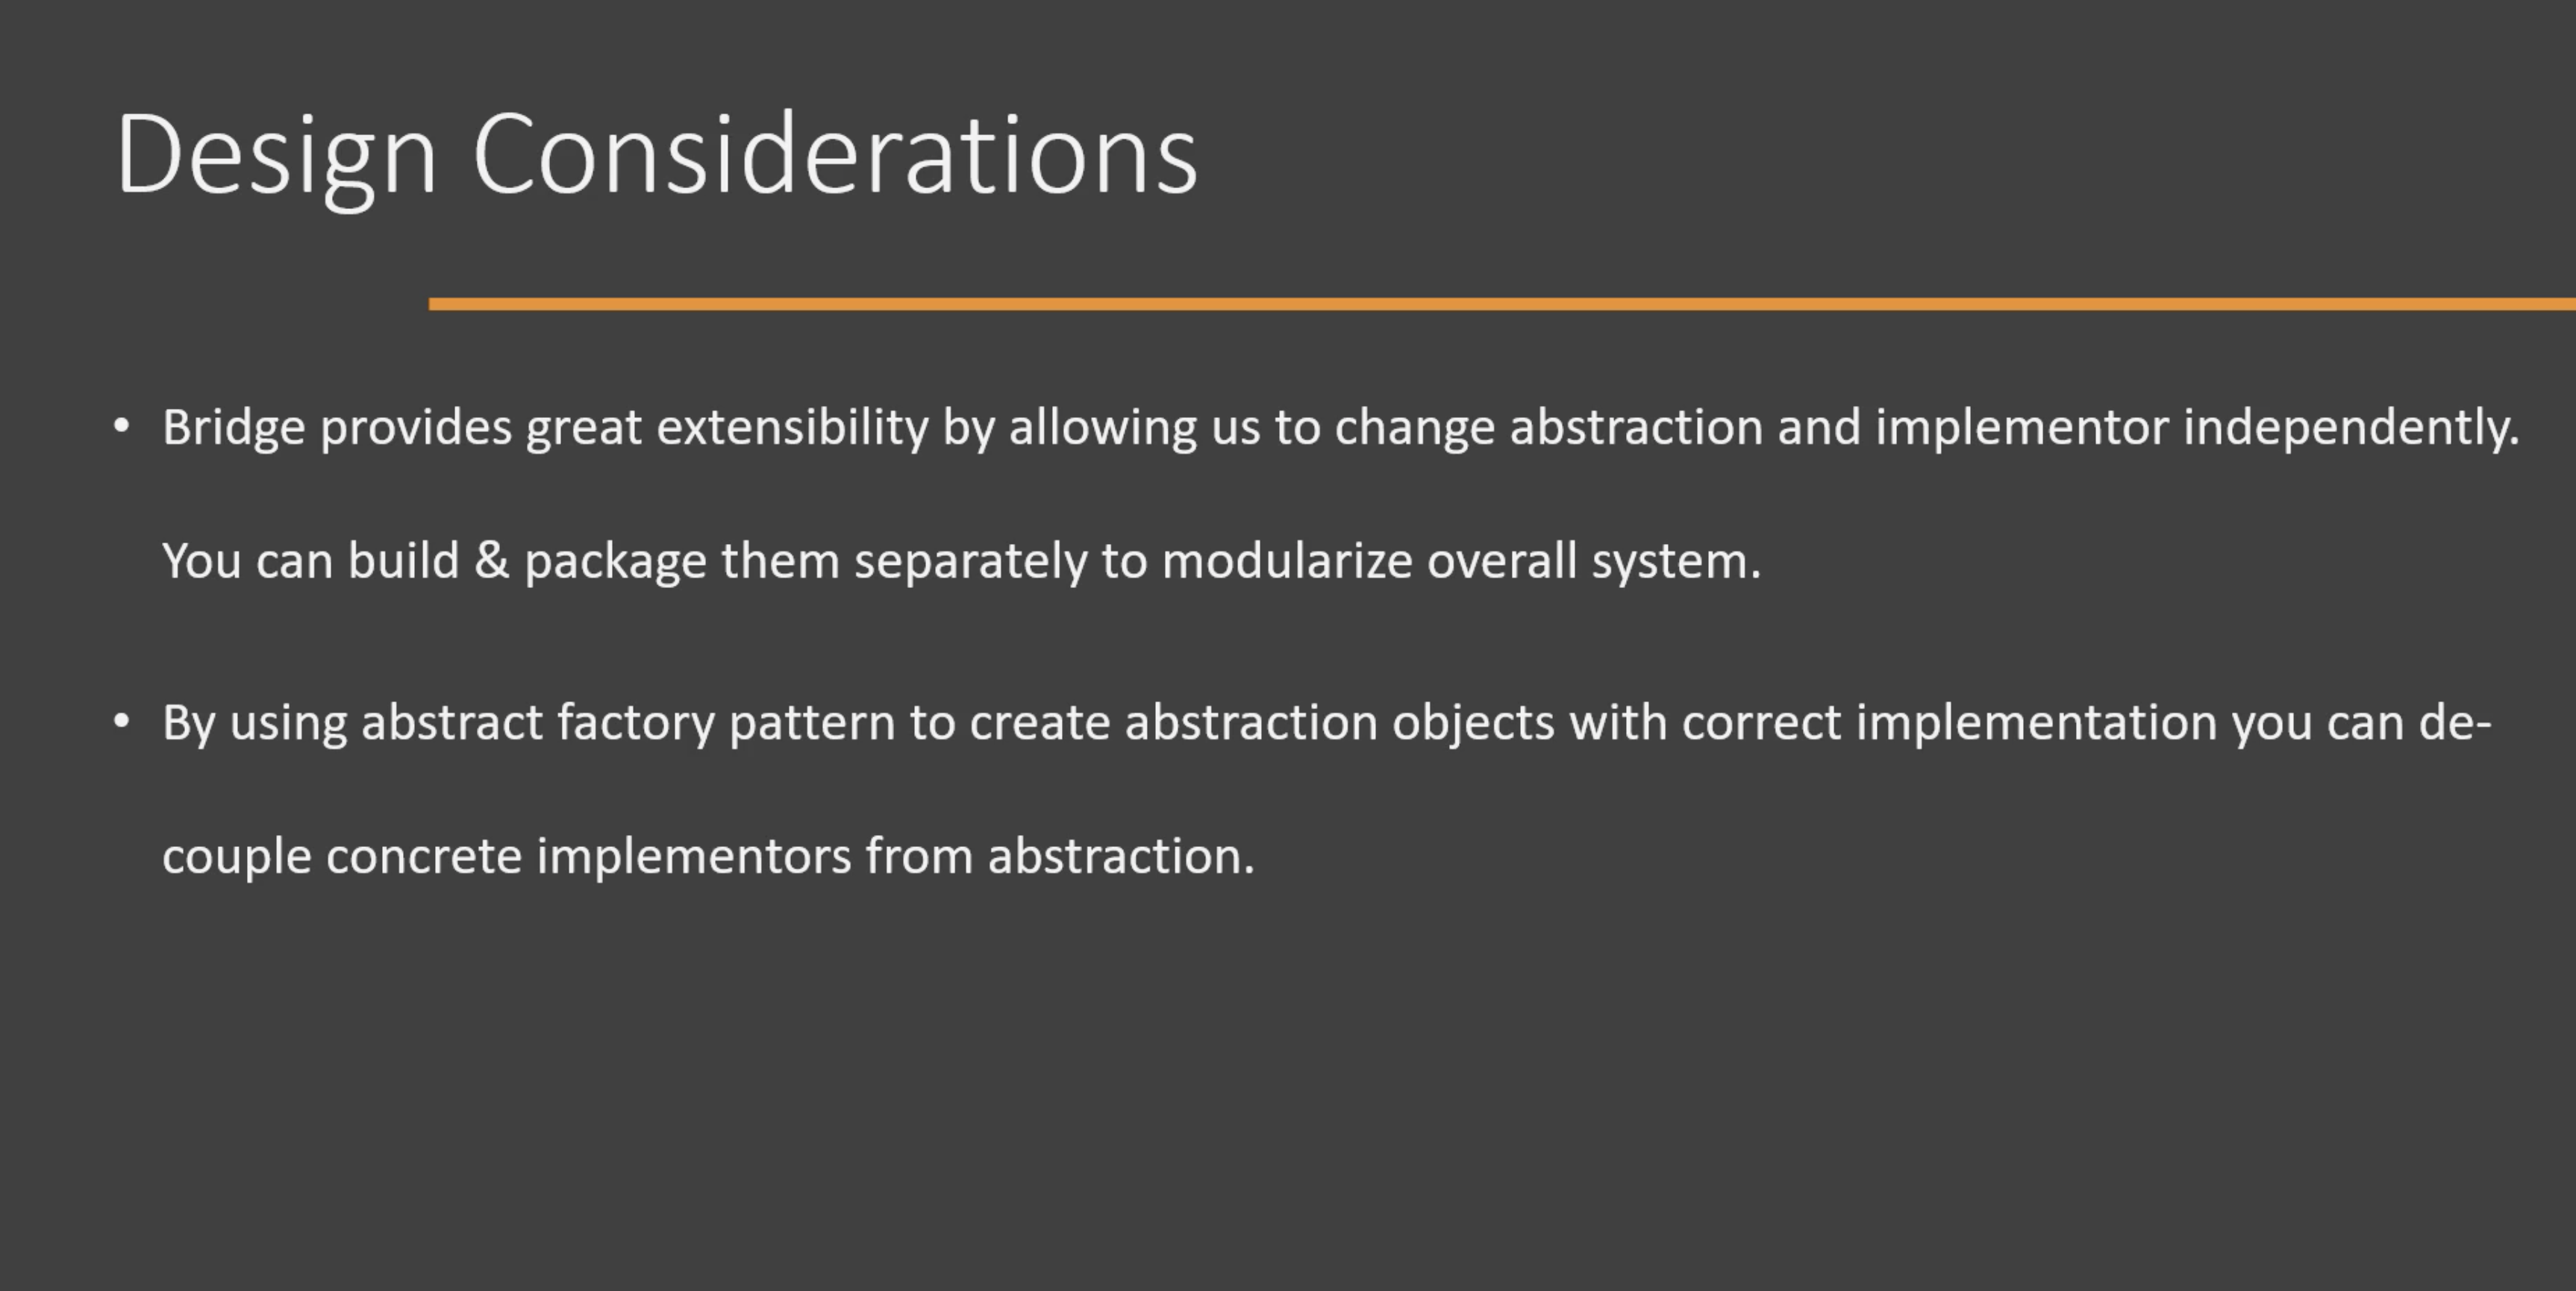 Design Considerations
• Bridge provides great extensibility by allowing us to change abstraction and implementor independently.
You can build & package them separately to modularize overall system.
• By using abstract factory pattern to create abstraction objects with correct implementation you can de-
couple concrete implementors from abstraction.